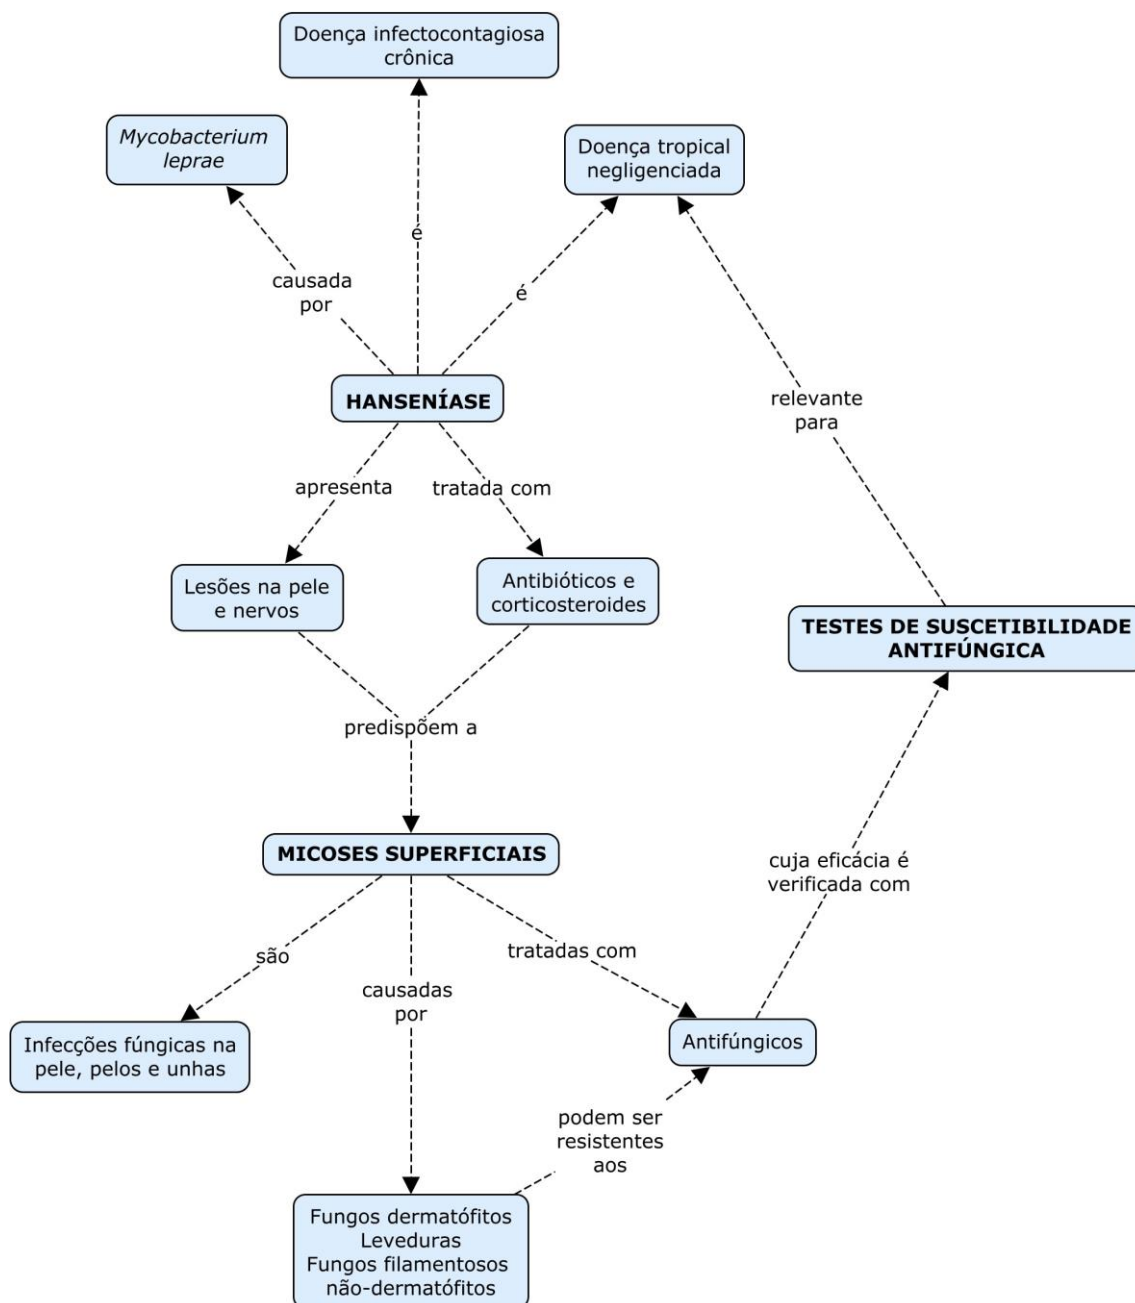 Doença infectocontagiosa
crônica
Mycobacterium
leprae
Doença tropical
negligenciada
é
causada
por
é
HANSENÍASE
relevante
para
apresenta
tratada com
Lesões na pele
e nervos
Antibióticos e
corticosteroides
TESTES DE SUSCETIBILIDADE
ANTIFÚNGICA
predispõem a
MICOSES SUPERFICIAIS
cuja eficácia é
verificada com
são
tratadas com
causadas
por
Infecções fúngicas na
pele, pelos e unhas
Antifúngicos
podem ser
resistentes
aos
Fungos dermatófitos
Leveduras
Fungos filamentosos
não-dermatófitos